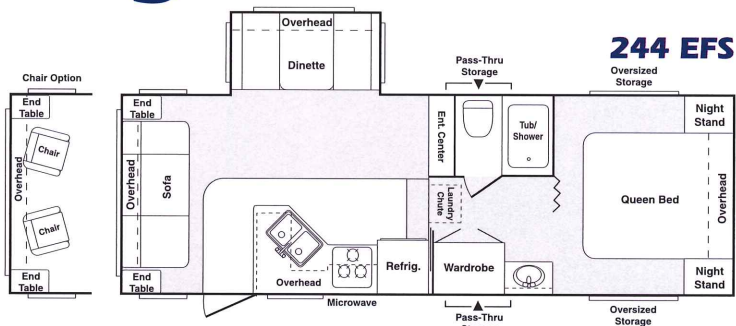 244 EFS
Chair Option
End
Table
Chair
Overhead
Chair
End
Table
End
Table
Overhead
Sofa
End
Table
Overhead
Dinette
Overhead
Microwave
Refrig.
Ent. Center
Laundry
Chute
Wardrobe
Pass-Thru
Storage
Tub/
Shower
Pass-Thru
Oversized
Storage
Night
Stand
Queen Bed
Overhead
Night
Stand
Oversized
Storage